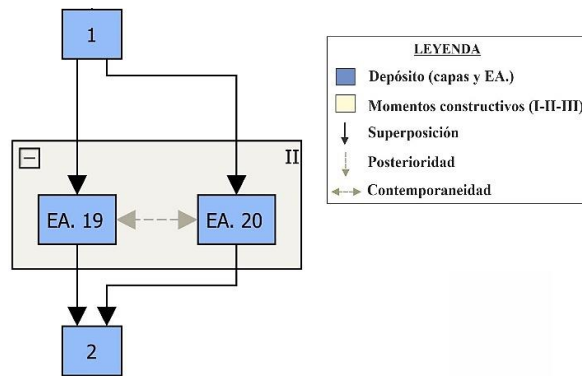 1
II
EA. 19
EA. 20
2
LEYENDA
Depósito (capas y EA.)
Momentos constructivos (I-II-III)
Superposición
Posterioridad
Contemporaneidad